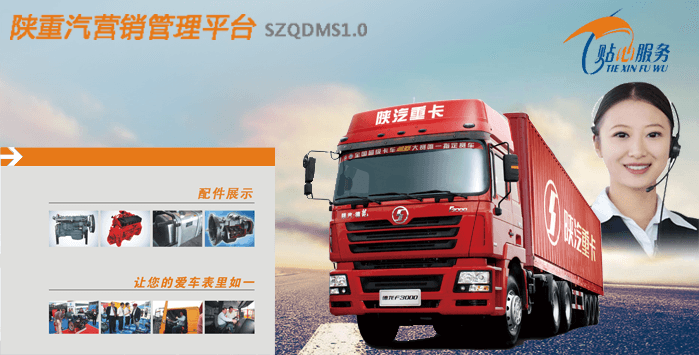 陕重汽营销管理平台 SZQDMS1.0
贴心服务
TIE XIN FU WU
陕汽重卡
配件展示
陕汽重卡
德龙F3000
让您的爱车表里如一